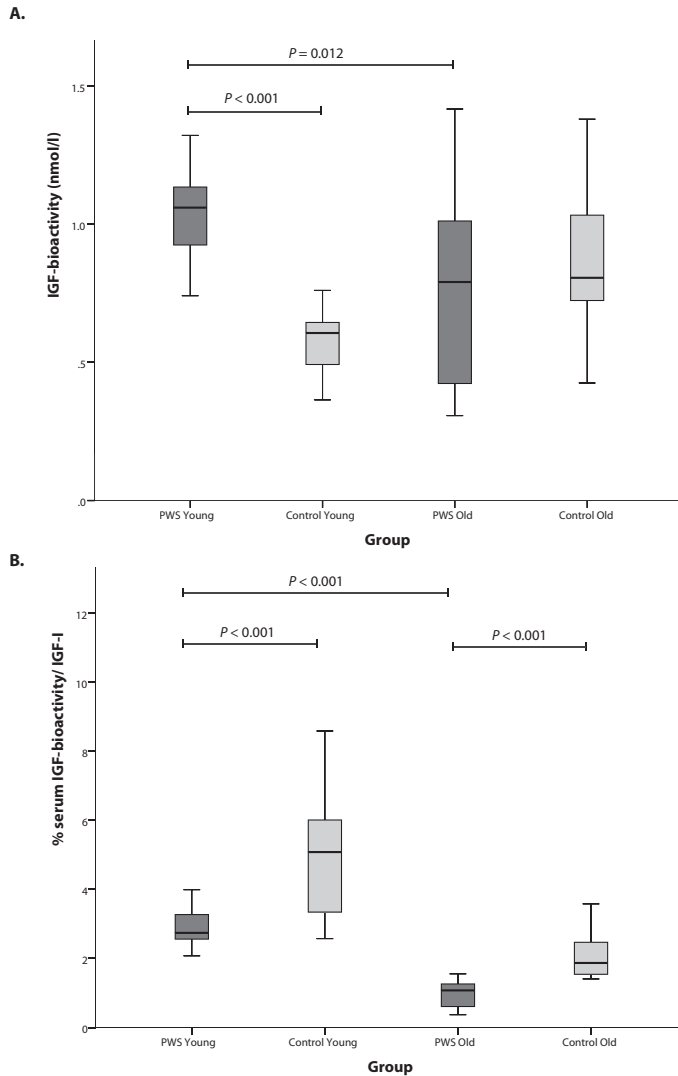 A.
P = 0.012
P < 0.001
1.5
1.0
.5
.0
IGF-bioactivity (nmol/l)
PWS Young Control Young PWS Old Control Old
Group
B.
P < 0.001
P < 0.001 P < 0.001
12
10
8
6
4
2
0
% serum IGF-bioactivity/ IGF-I
PWS Young Control Young PWS Old Control Old
Group